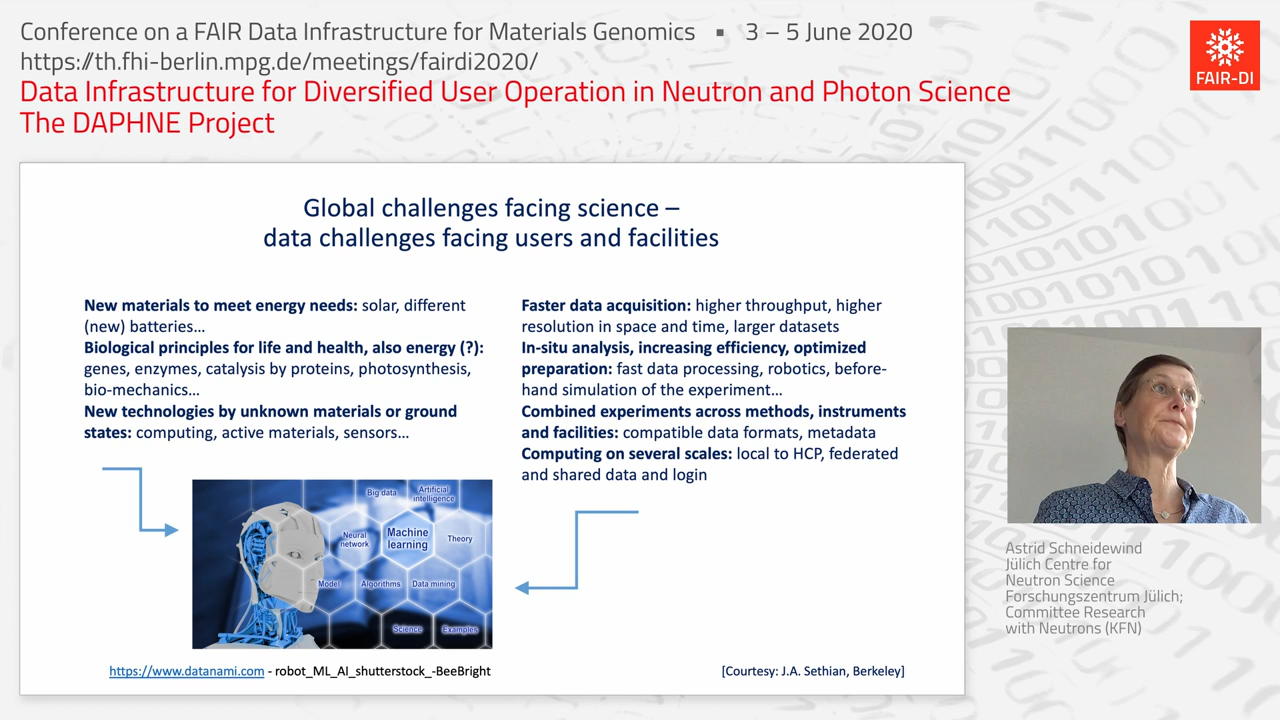 Conference on a FAIR Data Infrastructure for Materials Genomics ▪ 3 – 5 June 2020
https://th.fhi-berlin.mpg.de/meetings/fairdi2020/
Data Infrastructure for Diversified User Operation in Neutron and Photon Science
The DAPHNE Project
FAIR-DI
Global challenges facing science –
data challenges facing users and facilities
New materials to meet energy needs: solar, different
(new) batteries…
Biological principles for life and health, also energy (?):
genes, enzymes, catalysis by proteins, photosynthesis,
bio-mechanics…
New technologies by unknown materials or ground
states: computing, active materials, sensors…
Faster data acquisition: higher throughput, higher
resolution in space and time, larger datasets
In-situ analysis, increasing efficiency, optimized
preparation: fast data processing, robotics, before-
hand simulation of the experiment…
Combined experiments across methods, instruments
and facilities: compatible data formats, metadata
Computing on several scales: local to HCP, federated
and shared data and login
Big data
Artificial
intelligence
Neural
network
Machine
learning
Theory
Model
Algorithms
Data mining
Science
Examples
https://www.datanami.com - robot_ML_AI_shutterstock_-BeeBright
[Courtesy: J.A. Sethian, Berkeley]
Astrid Schneidewind
Jülich Centre for
Neutron Science
Forschungszentrum Jülich;
Committee Research
with Neutrons (KFN)